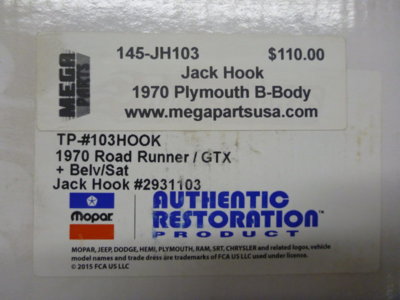 MEGA PARTS
145-JH103 $110.00
Jack Hook
1970 Plymouth B-Body
www.megapartsusa.com
TP-#103HOOK
1970 Road Runner / GTX
+ Belv/Sat
Jack Hook #2931103
Mopar
AUTHENTIC
RESTORATION®
PRODUCT
MOPAR, JEEP, DODGE, HEMI, PLYMOUTH, RAM, SRT, CHRYSLER and related logos, vehicle
model names and trade dress are trademarks of FCA US LLC used under license.
© 2015 FCA US LLC